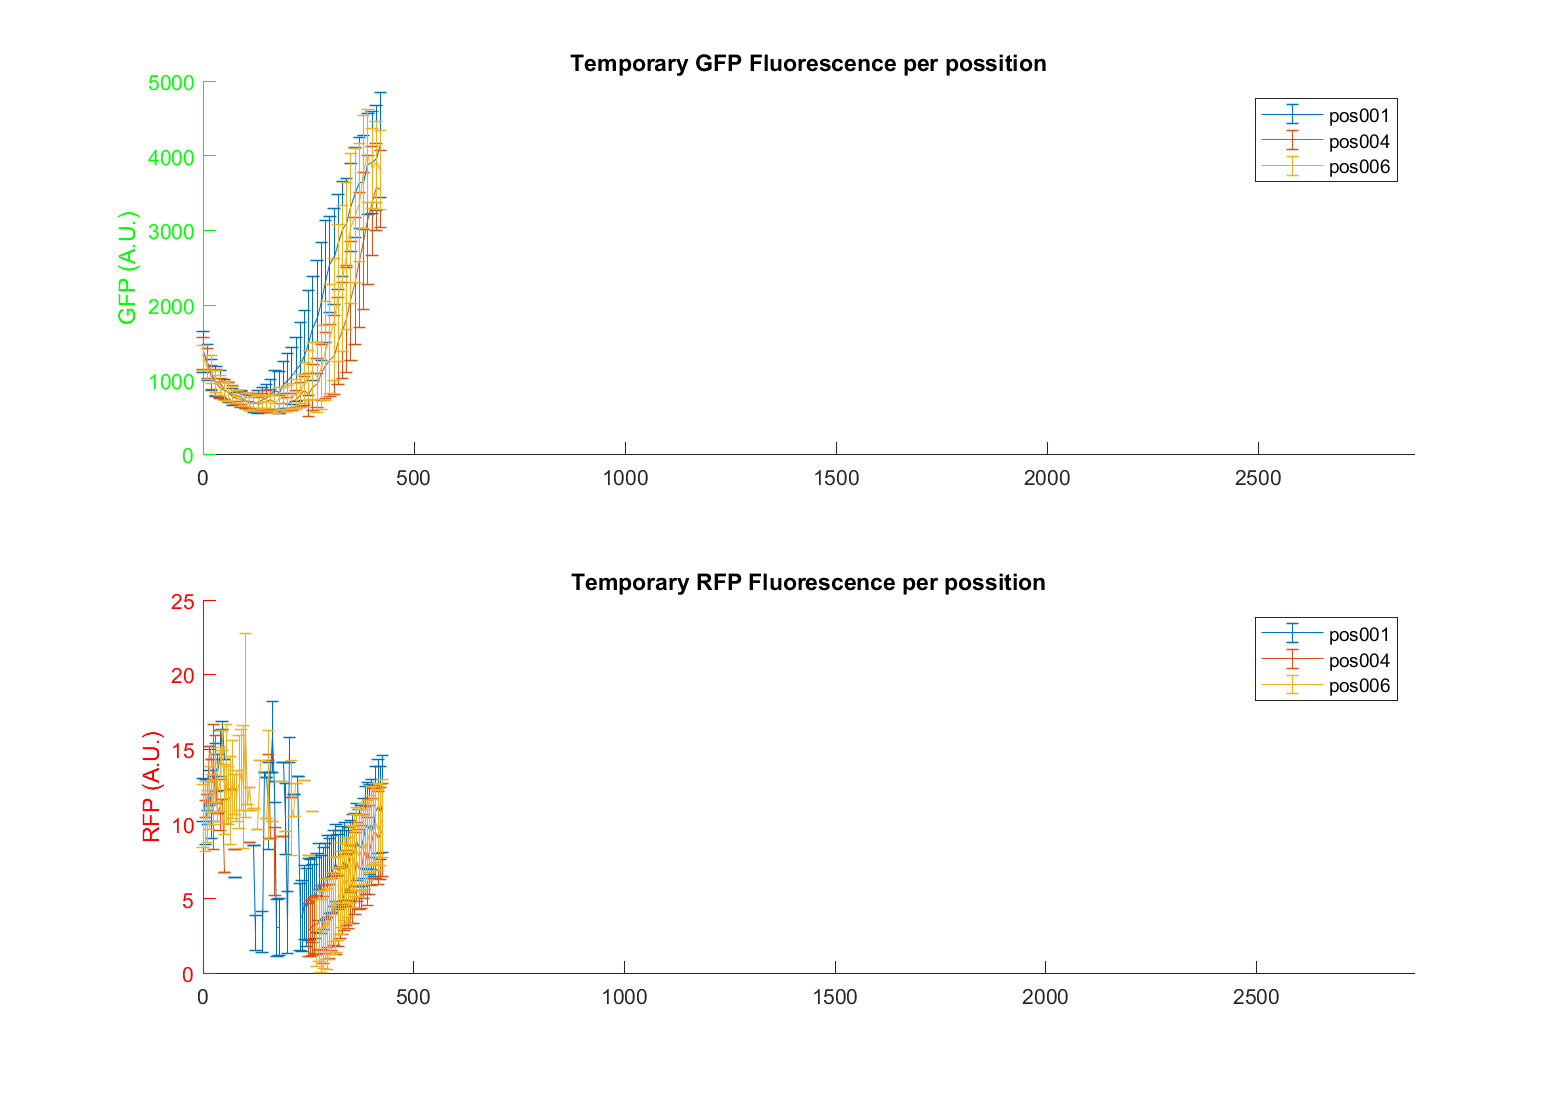 Temporary GFP Fluorescence per possition
5000
4000
3000
2000
1000
0
GFP (A.U.)
pos001
pos004
pos006
0 500 1000 1500 2000 2500
Temporary RFP Fluorescence per possition
25
20
15
10
5
0
RFP (A.U.)
pos001
pos004
pos006
0 500 1000 1500 2000 2500